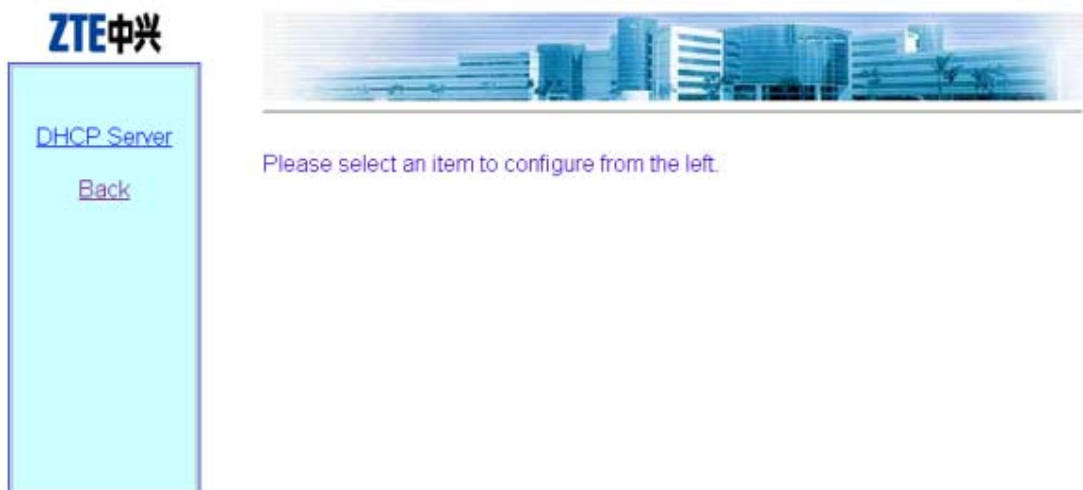 ZTE中兴
DHCP Server
Back
Please select an item to configure from the left.